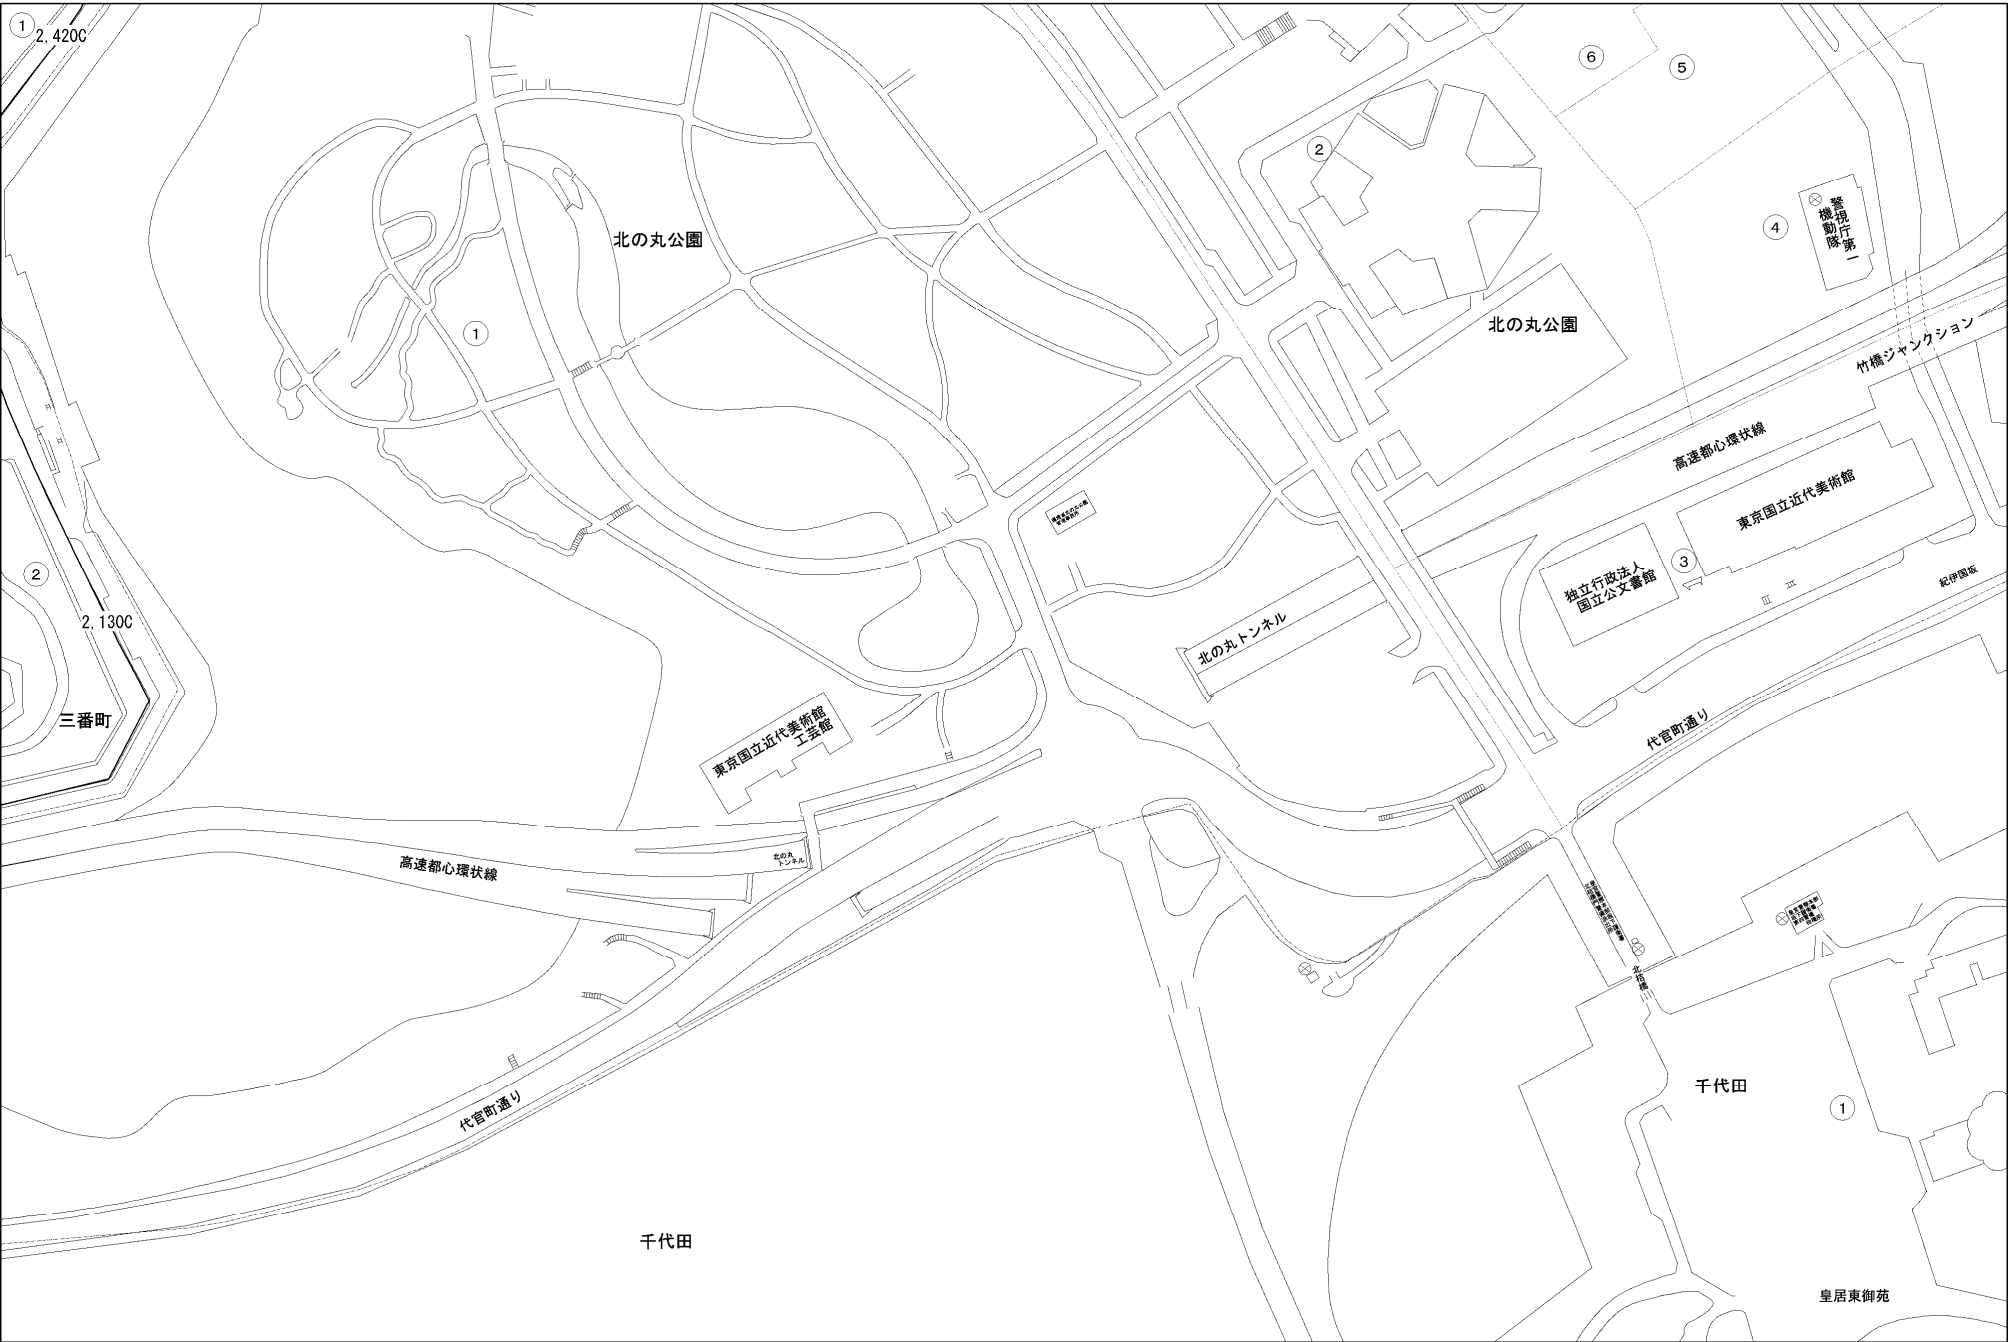 ①
2,420C
⑥
⑤
②
④
警視庁第一
機動隊
北の丸公園
①
北の丸公園
竹橋ジャンクション
高速都心環状線
東京国立近代美術館
③
独立行政法人
国立公文書館
紀伊国坂
②
2,130C
三番町
北の丸トンネル
東京国立近代美術館
工芸館
代官町通り
高速都心環状線
北の丸
トンネル
北桔橋
代官町通り
千代田
①
千代田
皇居東御苑